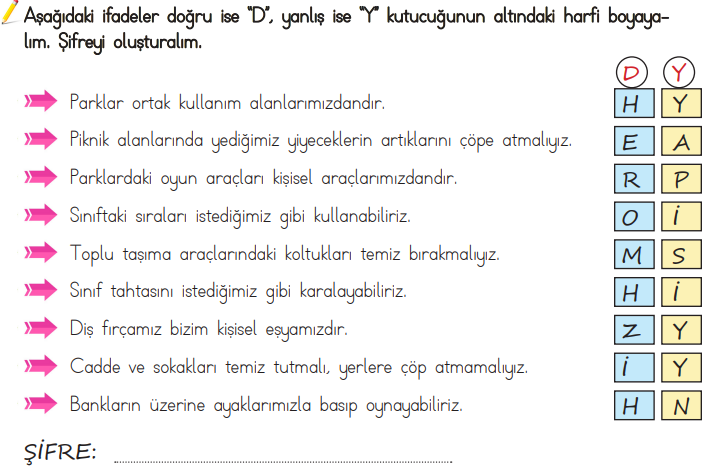 Aşağıdaki ifadeler doğru ise “D”, yanlış ise “Y” kutucuğunun altındaki harfi boyaya-
lım. Şifreyi oluşturalım.
D Y
Parklar ortak kullanım alanlarımızdandır. H Y
Piknik alanlarında yediğimiz yiyeceklerin artıklarını çöpe atmalıyız. E A
Parklardaki oyun araçları kişisel araçlarımızdandır. R P
Sınıftaki sıraları istediğimiz gibi kullanabiliriz. O İ
Toplu taşıma araçlarındaki koltukları temiz bırakmalıyız. M S
Sınıf tahtasını istediğimiz gibi karalayabiliriz. H İ
Diş fırçamız bizim kişisel eşyamızdır. Z Y
Cadde ve sokakları temiz tutmalı, yerlere çöp atmamalıyız. İ Y
Bankların üzerine ayaklarımızla basıp oynayabiliriz. H N
ŞİFRE: